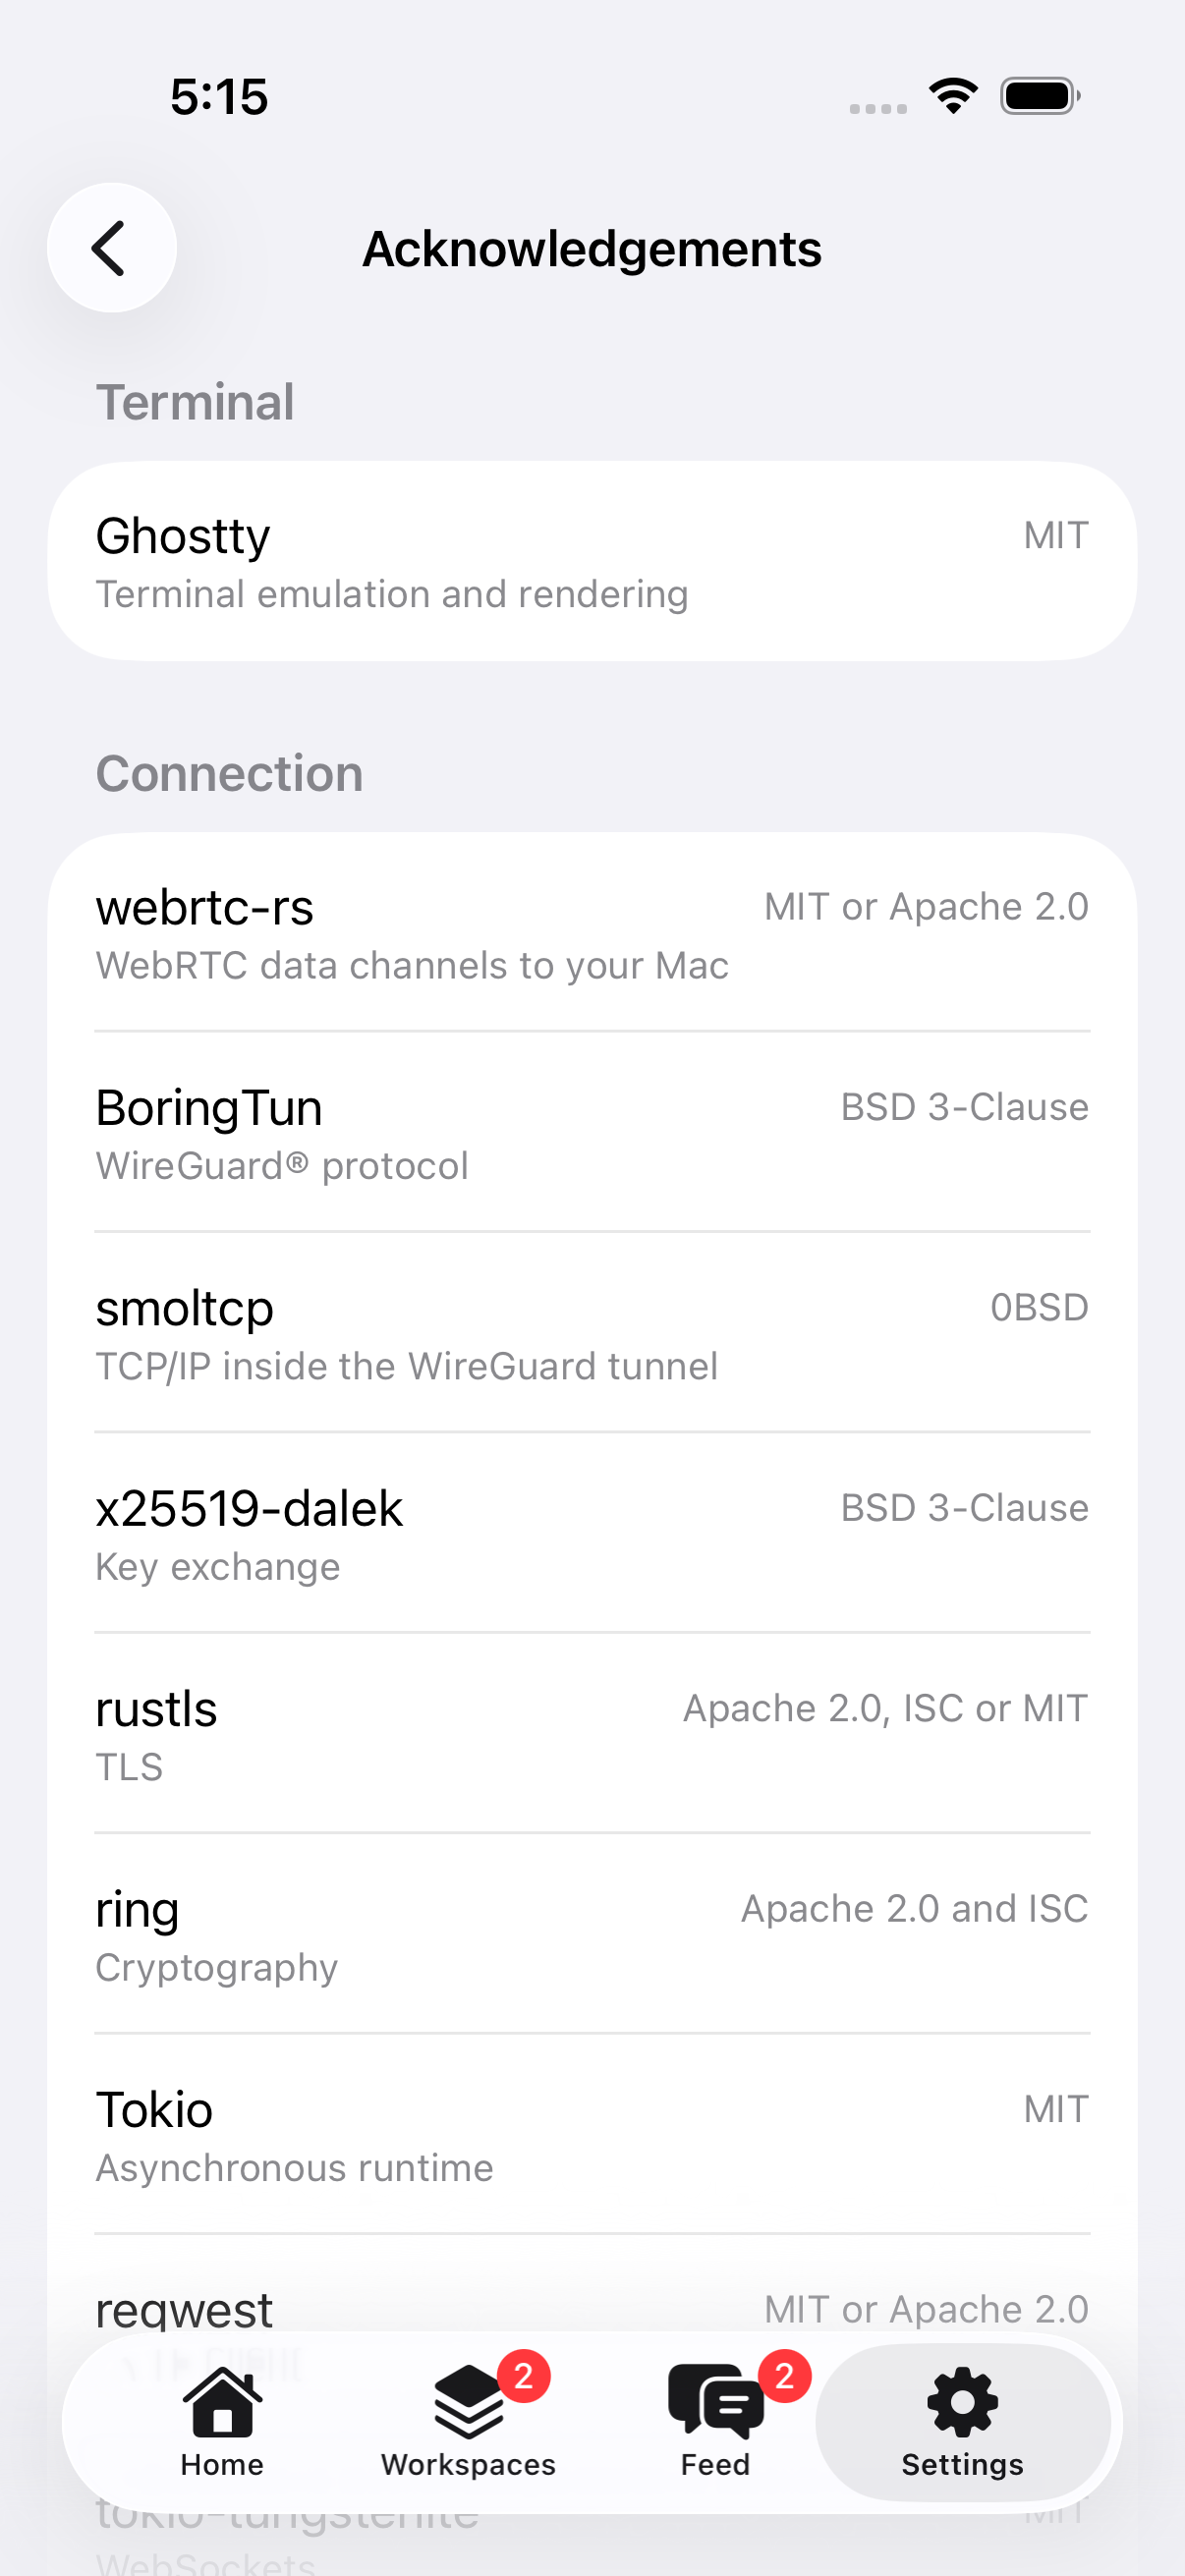 5:15
Acknowledgements
Terminal
Ghostty
MIT
Terminal emulation and rendering
Connection
webrtc-rs
MIT or Apache 2.0
WebRTC data channels to your Mac
BoringTun
BSD 3-Clause
WireGuard® protocol
smoltcp
0BSD
TCP/IP inside the WireGuard tunnel
x25519-dalek
BSD 3-Clause
Key exchange
rustls
Apache 2.0, ISC or MIT
TLS
ring
Apache 2.0 and ISC
Cryptography
Tokio
MIT
Asynchronous runtime
reqwest
MIT or Apache 2.0
2
2
Home
Workspaces
Feed
Settings
tokio-tungstenite
MIT
WebSockets